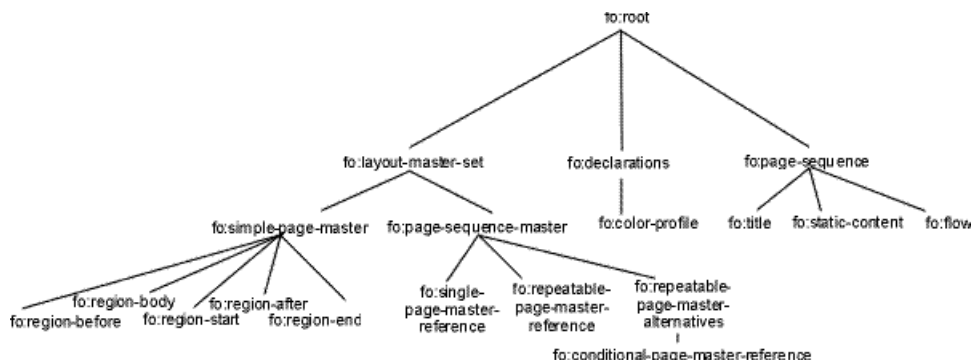 fo:root
fo:layout-master-set
fo:declarations
fo:page-sequence
fo:simple-page-master
fo:page-sequence-master
fo:color-profile
fo:title
fo:static-content
fo:flow
fo:region-before
fo:region-body
fo:region-start
fo:region-after
fo:region-end
fo:single-
page-master-
reference
fo:repeatable-
page-master-
reference
fo:repeatable-
page-master-
alternatives
fo:conditional-page-master-reference